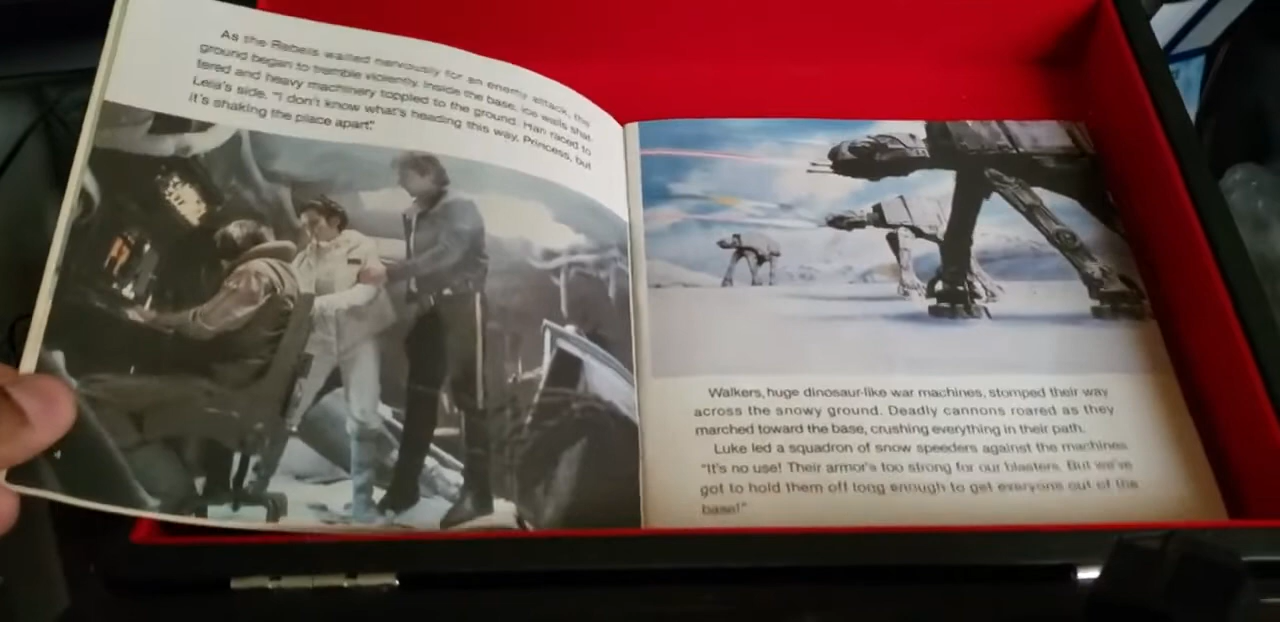 As the Rebels waited nervously for an enemy attack, the
ground began to tremble violently. Inside the base, ice walls shat-
tered and heavy machinery toppled to the ground. Han raced to
Leia's side. "I don't know what's heading this way, Princess, but
it's shaking the place apart."
Walkers, huge dinosaur-like war machines, stomped their way
across the snowy ground. Deadly cannons roared as they
marched toward the base, crushing everything in their path.
Luke led a squadron of snow speeders against the machines.
"It's no use! Their armor's too strong for our blasters. But we've
got to hold them off long enough to get everyone out of the
base!"